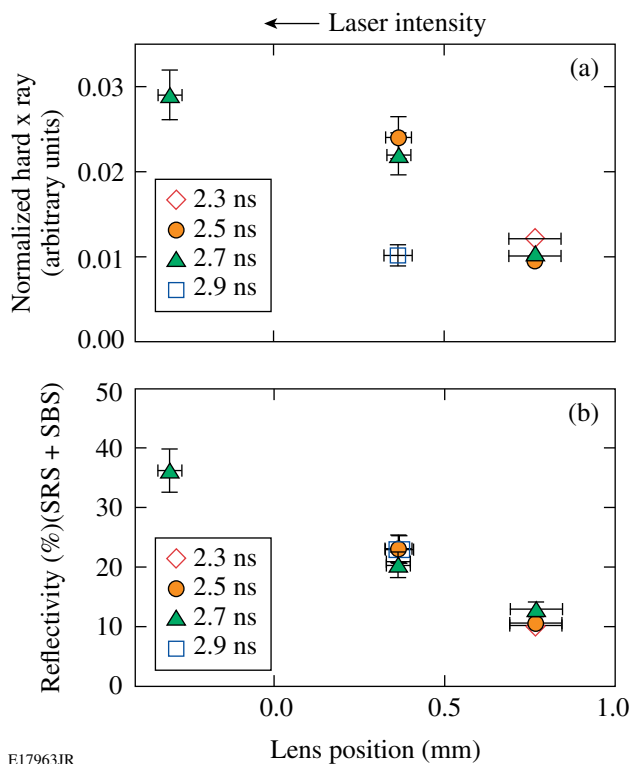 ← Laser intensity
(a)
Normalized hard x ray
(arbitrary units)
0.03
0.02
0.01
0.00
2.3 ns
2.5 ns
2.7 ns
2.9 ns
(b)
Reflectivity (%)(SRS + SBS)
50
40
30
20
10
0
2.3 ns
2.5 ns
2.7 ns
2.9 ns
0.0 0.5 1.0
Lens position (mm)
E17963JR